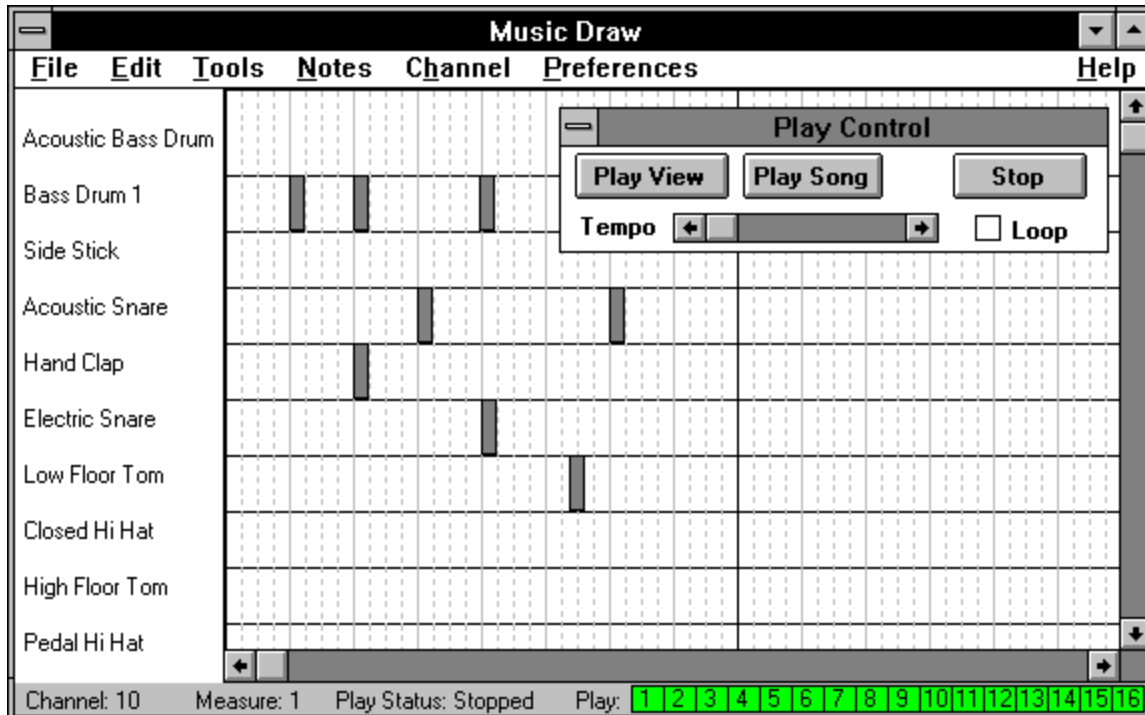 Music Draw
File Edit Tools Notes Channel Preferences Help
Play Control
Play View Play Song Stop
Tempo Loop
Acoustic Bass Drum
Bass Drum 1
Side Stick
Acoustic Snare
Hand Clap
Electric Snare
Low Floor Tom
Closed Hi Hat
High Floor Tom
Pedal Hi Hat
Channel: 10 Measure: 1 Play Status: Stopped Play: 1 2 3 4 5 6 7 8 9 10 11 12 13 14 15 16